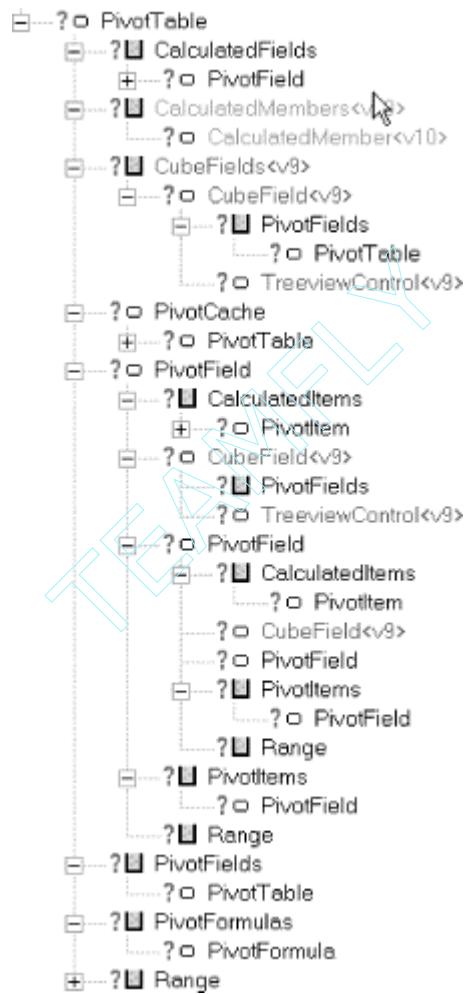 ? PivotTable
? CalculatedFields
? PivotField
? CalculatedMembers<v
? CalculatedMember<v10>
? CubeFields<v9>
? CubeField<v9>
? PivotFields
? PivotTable
? TreeviewControl<v9>
? PivotCache
? PivotTable
? PivotField
? CalculatedItems
? PivotItem
? CubeField<v9>
? PivotFields
? TreeviewControl<v9>
? PivotField
? CalculatedItems
? PivotItem
? CubeField<v9>
? PivotField
? PivotItems
? PivotField
? Range
? PivotItems
? PivotField
? Range
? PivotFields
? PivotTable
? PivotFormulas
? PivotFormula
? Range
TEAMFLY